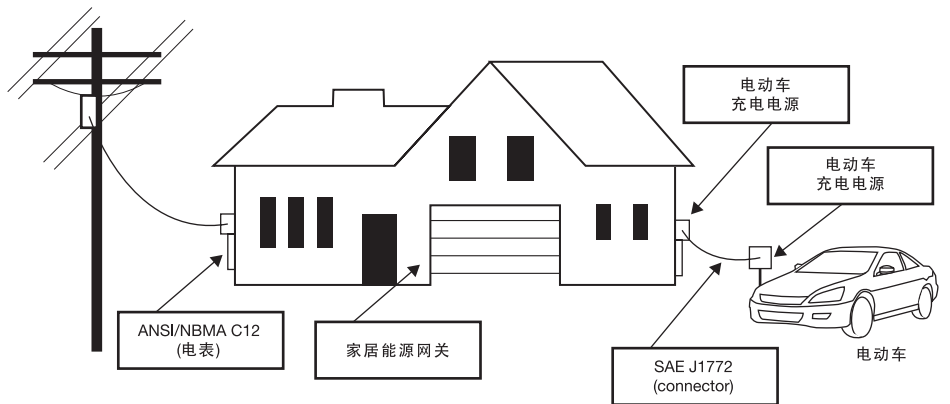 电动车
充电电源
电动车
充电电源
ANSI/NBMA C12
(电表)
家居能源网关
SAE J1772
(connector)
电动车